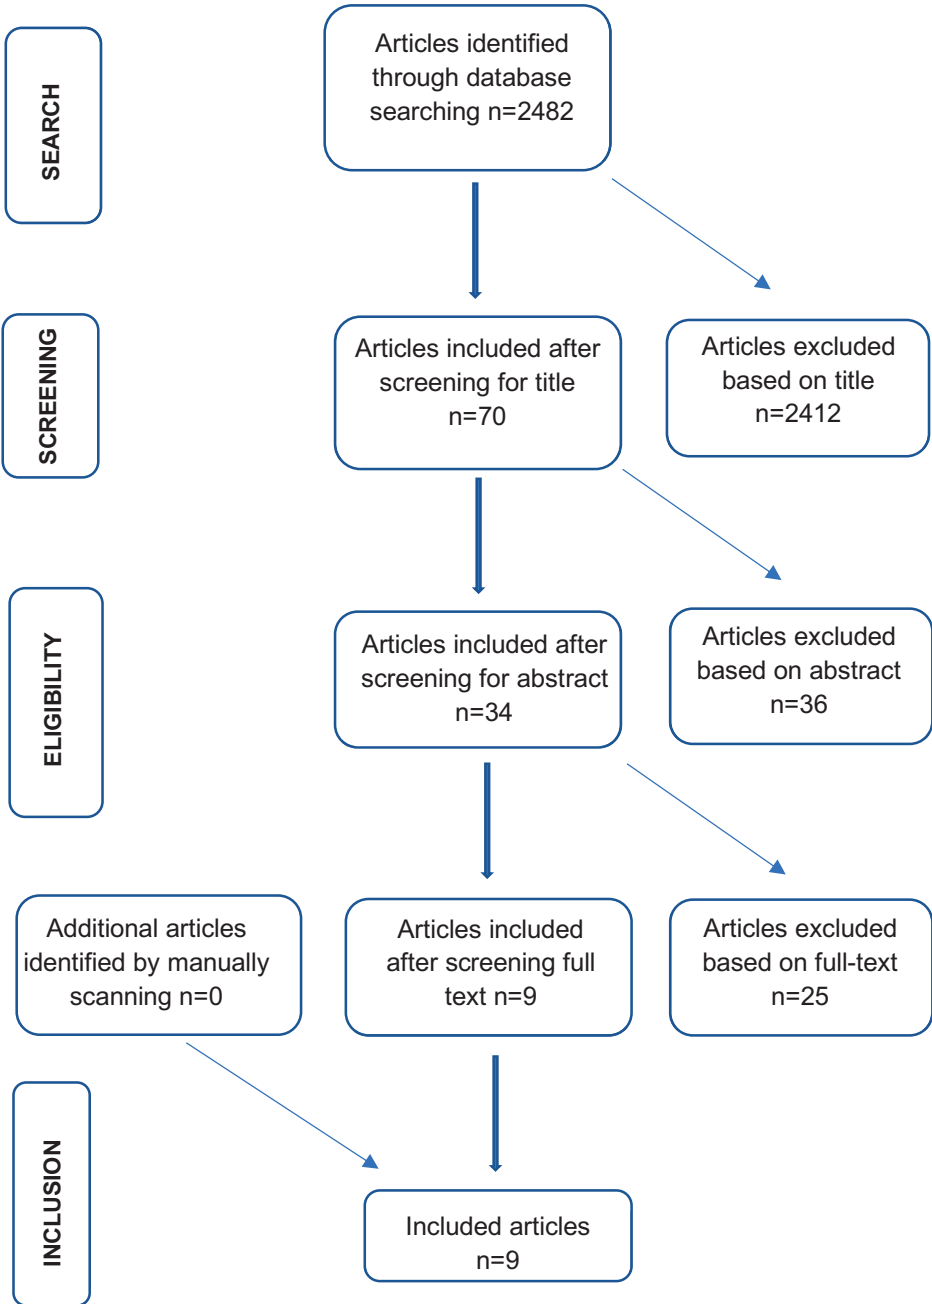 SEARCH
Articles identified
through database
searching n=2482
SCREENING
Articles included after
screening for title
n=70
Articles excluded
based on title
n=2412
ELIGIBILITY
Articles included after
screening for abstract
n=34
Articles excluded
based on abstract
n=36
Additional articles
identified by manually
scanning n=0
Articles included
after screening full
text n=9
Articles excluded
based on full-text
n=25
INCLUSION
Included articles
n=9